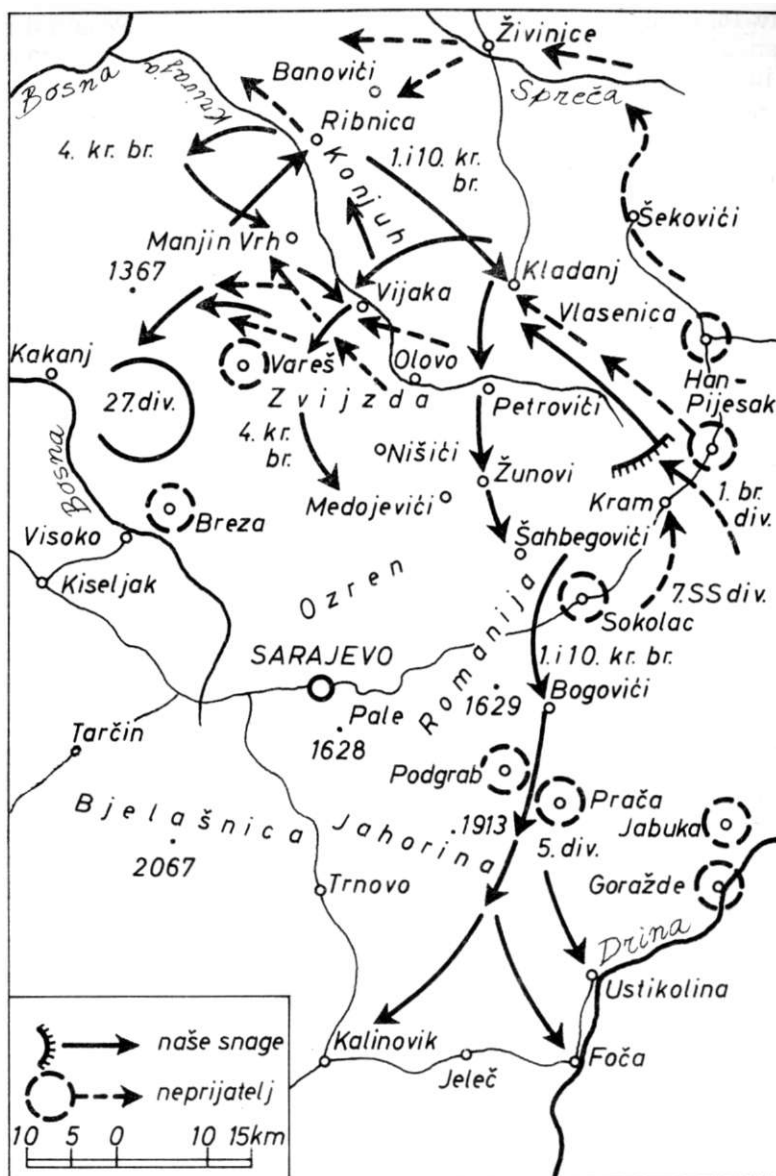 Živinice
Banovići
Bosna
Krivaja
Spreča
Ribnica
4. kr. br.
Konjuh
1. i 10. kr.
br.
Šekovići
Manjin Vrh
Kladanj
1367
Vijaka
Vlasenica
Kakanj
Vareš
Olovo
Han-
Pijesak
27. div.
Zvijzda
Petrovići
4. kr.
br.
Nišići
Žunovi
Bosna
Medojevići
Kram
1. br.
div.
Breza
Visoko
Šahbegovići
Kiseljak
Ozren
Romanija
7. SS div.
Sokolac
SARAJEVO
1. i 10. kr. br.
Pale
1629
Bogovići
Tarčin
1628
Podgrab
Prača
Bjelašnica
Jahorina
.1913
Jabuka
2067
5. div.
Trnovo
Goražde
Drina
Ustikolina
naše snage
Kalinovik
Jeleč
Foča
neprijatelj
10 5 0 10 15km